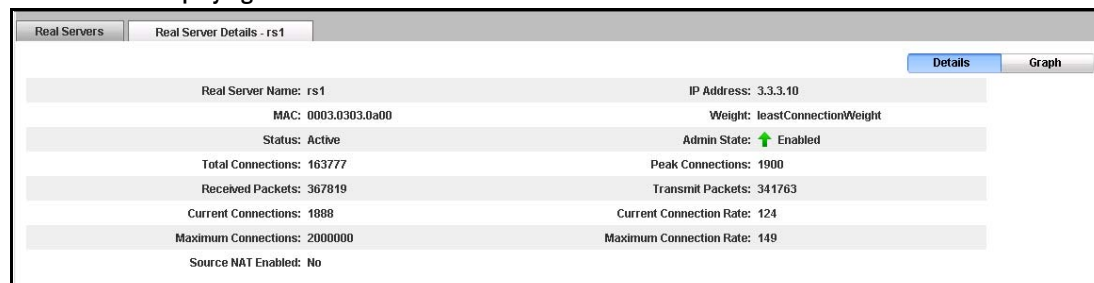 Real Servers Real Server Details - rs1
Details Graph
Real Server Name: rs1 IP Address: 3.3.3.10
MAC: 0003.0303.0a00 Weight: leastConnectionWeight
Status: Active Admin State: Enabled
Total Connections: 163777 Peak Connections: 1900
Received Packets: 367819 Transmit Packets: 341763
Current Connections: 1888 Current Connection Rate: 124
Maximum Connections: 2000000 Maximum Connection Rate: 149
Source NAT Enabled: No